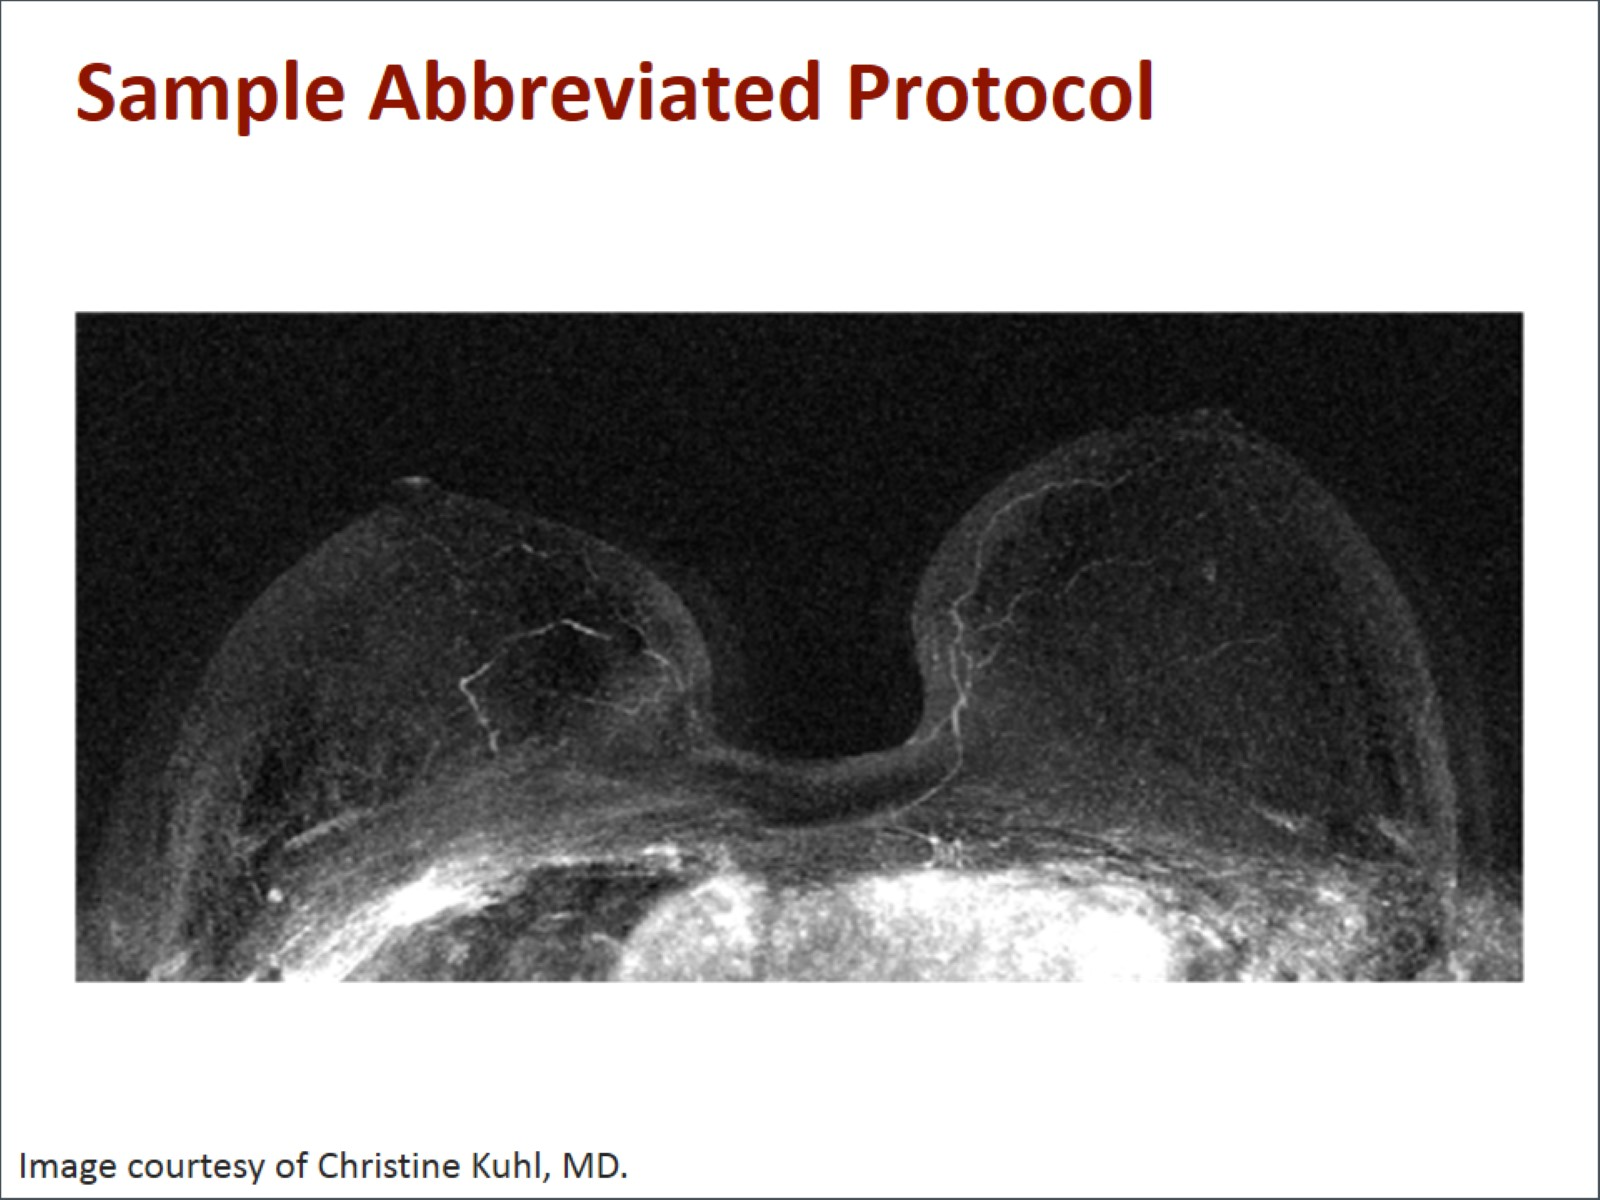 Sample Abbreviated Protocol
Image courtesy of Christine Kuhl, MD.